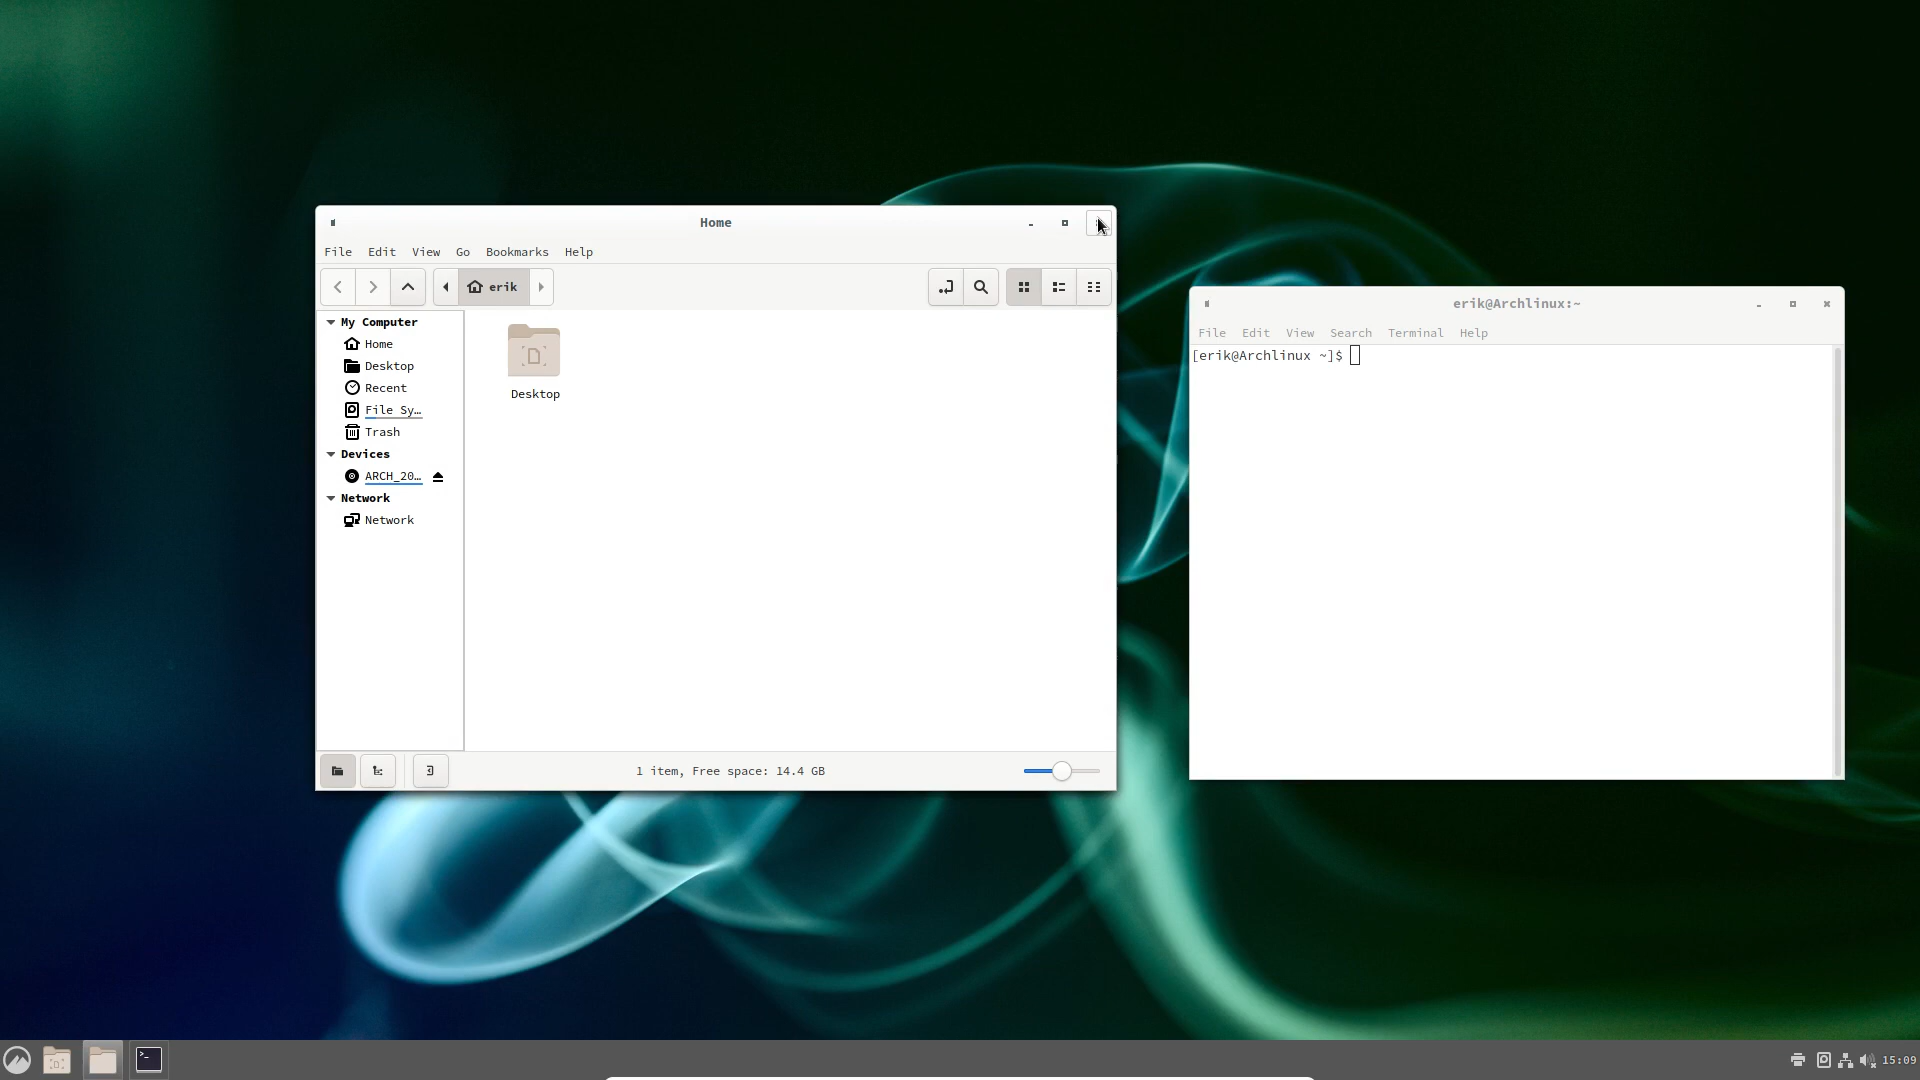 Home
File Edit View Go Bookmarks Help
erik
My Computer
Home
Desktop
Recent
File Sy…
Trash
Devices
ARCH_20…
Network
Network
Desktop
1 item, Free space: 14.4 GB
erik@Archlinux:~
File Edit View Search Terminal Help
[erik@Archlinux ~]$
15:09